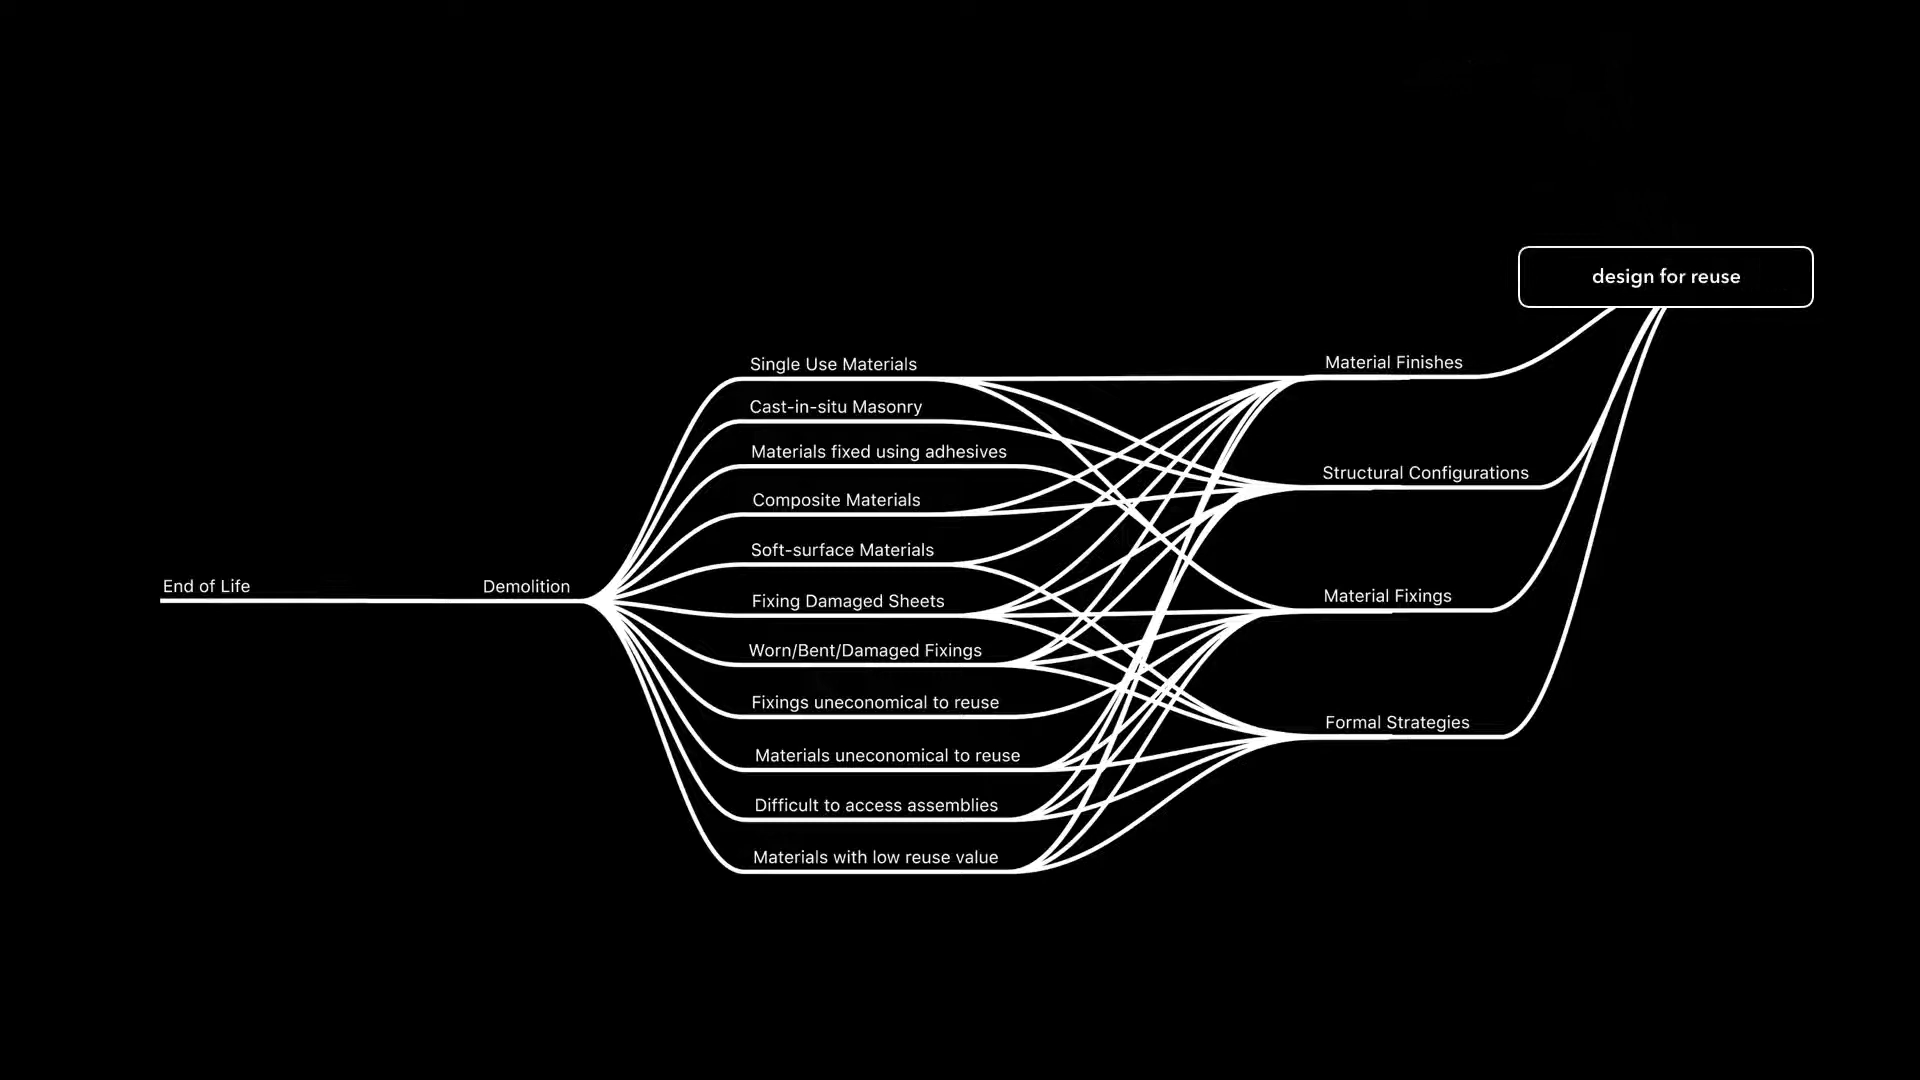 design for reuse
End of Life
Demolition
Single Use Materials
Cast-in-situ Masonry
Materials fixed using adhesives
Composite Materials
Soft-surface Materials
Fixing Damaged Sheets
Worn/Bent/Damaged Fixings
Fixings uneconomical to reuse
Materials uneconomical to reuse
Difficult to access assemblies
Materials with low reuse value
Material Finishes
Structural Configurations
Material Fixings
Formal Strategies